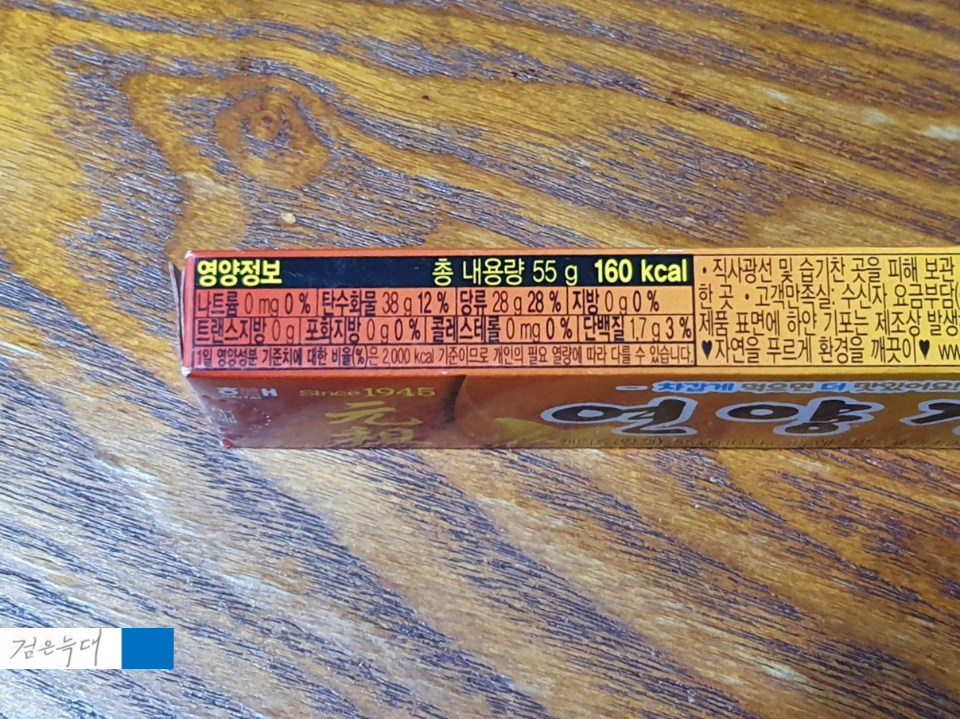 영양정보 총 내용량 55 g 160 kcal
나트륨 0 mg 0 % 탄수화물 38 g 12 % 당류 28 g 28 % 지방 0 g 0 %
트랜스지방 0 g 포화지방 0 g 0 % 콜레스테롤 0 mg 0 % 단백질 1.7 g 3 %
1일 영양성분 기준치에 대한 비율(%)은 2,000 kcal 기준이므로 개인의 필요 열량에 따라 다를 수 있습니다.
• 직사광선 및 습기찬 곳을 피해 보관
한 곳 • 고객만족실: 수신자 요금부담(
제품 표면에 하얀 기포는 제조상 발생
♥자연을 푸르게 환경을 깨끗이♥ ww
해태 Since 1945
元祖
차갑게 먹으면 더 맛있어요!
연양
검은늑대